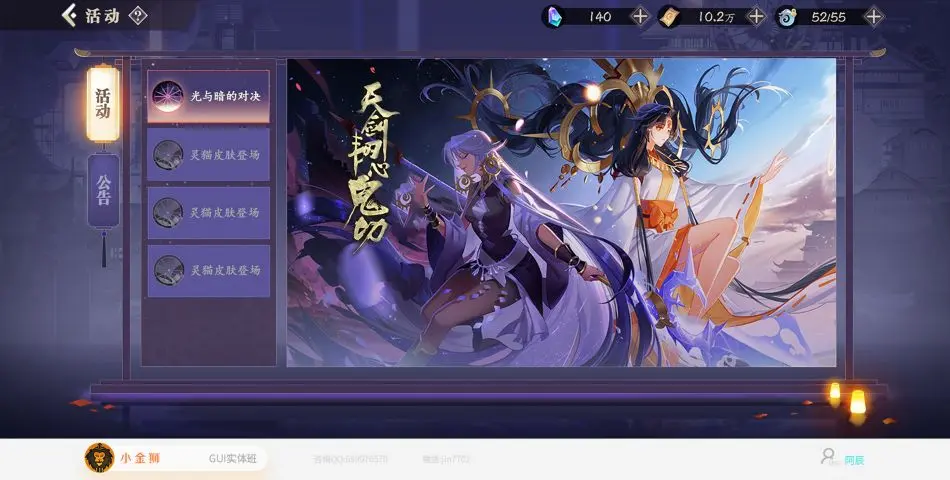 活动
?
140
10.2万
52/55
活动
公告
光与暗的对决
灵猫皮肤登场
灵猫皮肤登场
灵猫皮肤登场
天剑韧心鬼切
小金狮
GUI实体班
阿辰